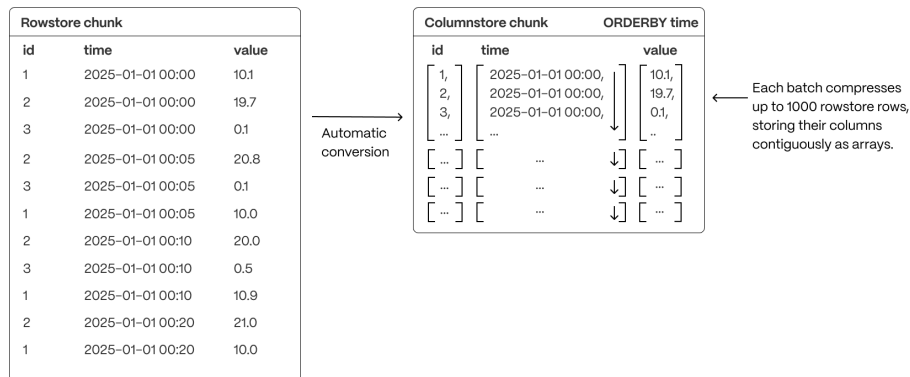 Rowstore chunk
id time value
1 2025-01-01 00:00 10.1
2 2025-01-01 00:00 19.7
3 2025-01-01 00:00 0.1
2 2025-01-01 00:05 20.8
3 2025-01-01 00:05 0.1
1 2025-01-01 00:05 10.0
2 2025-01-01 00:10 20.0
3 2025-01-01 00:10 0.5
1 2025-01-01 00:10 10.9
2 2025-01-01 00:20 21.0
1 2025-01-01 00:20 10.0
Automatic
conversion
Columnstore chunk ORDERBY time
id time value
1, 2025-01-01 00:00, 10.1,
2, 2025-01-01 00:00, 19.7,
3, 2025-01-01 00:00, 0.1,
... ... ..
... ... ...
... ... ...
... ... ...
Each batch compresses
up to 1000 rowstore rows,
storing their columns
contiguously as arrays.